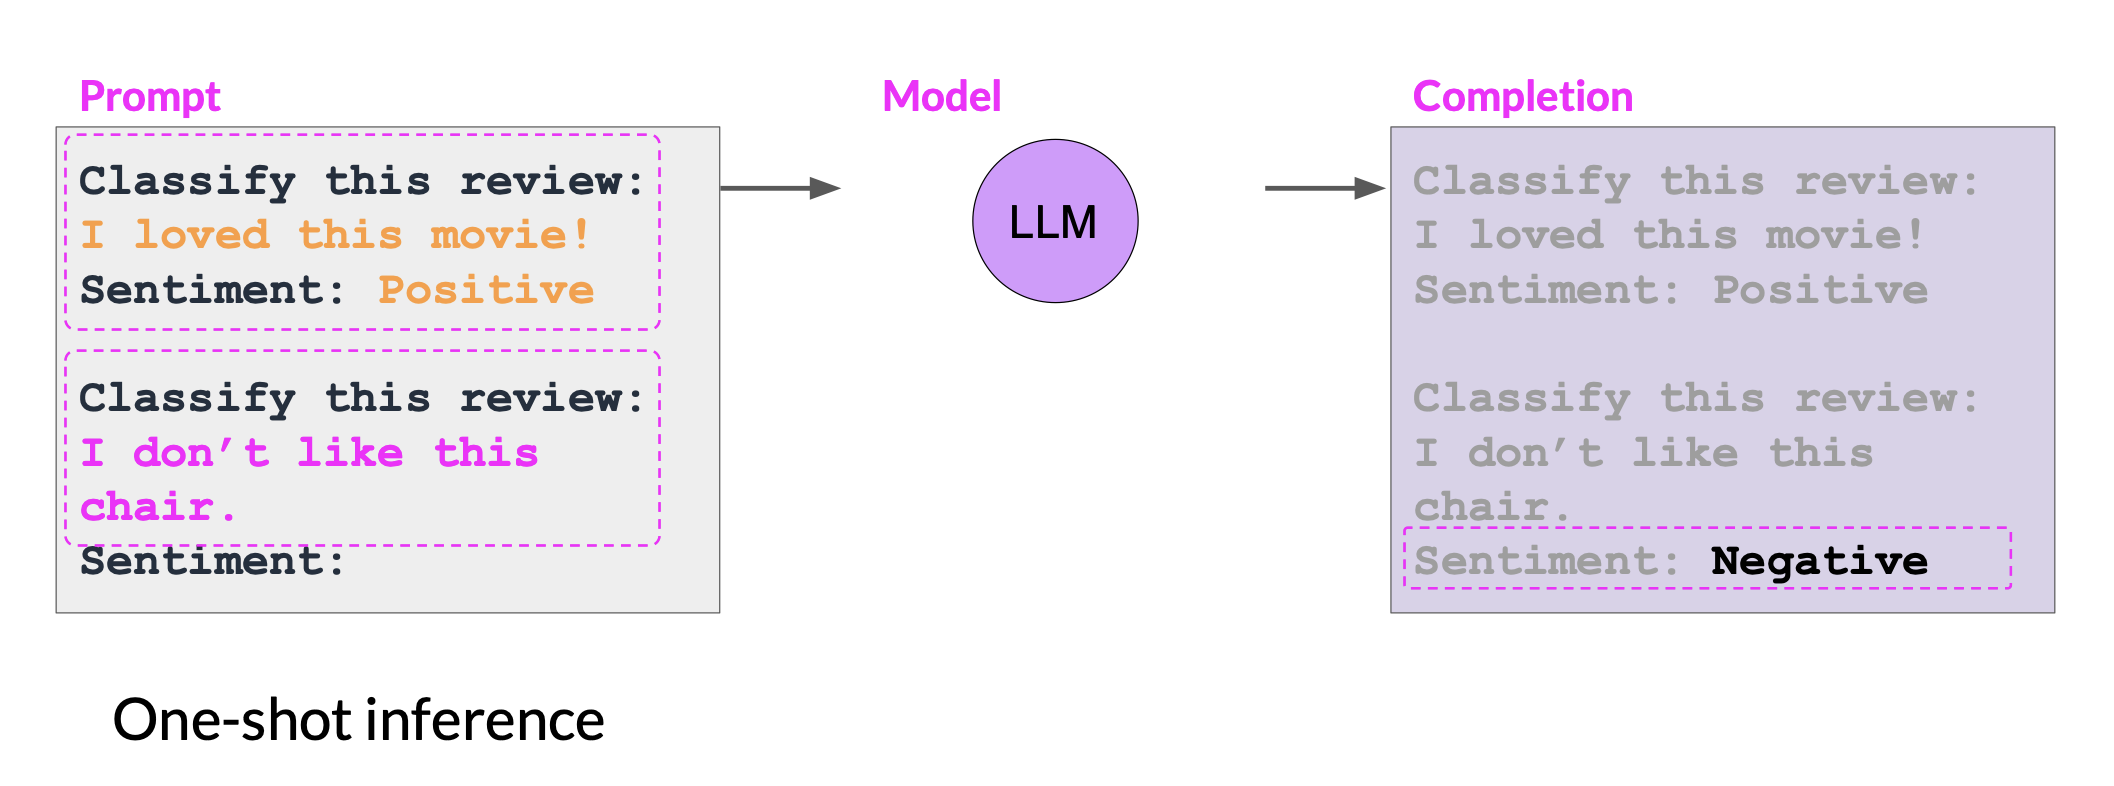 Prompt
Classify this review:
I loved this movie!
Sentiment: Positive
Classify this review:
I don’t like this
chair.
Sentiment:
Model
LLM
Completion
Classify this review:
I loved this movie!
Sentiment: Positive
Classify this review:
I don’t like this
chair.
Sentiment: Negative
One-shot inference